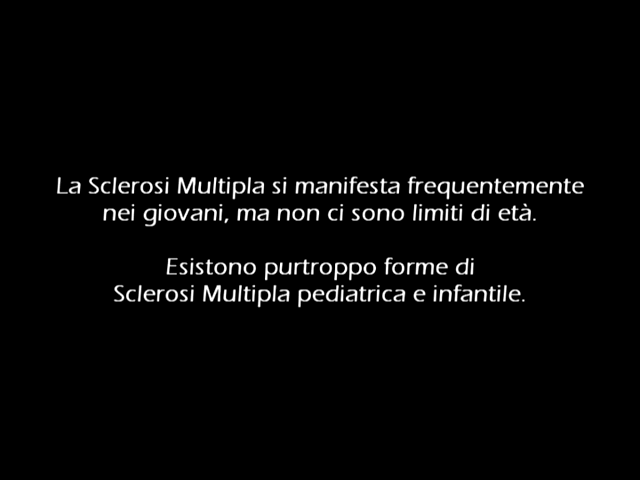 La Sclerosi Multipla si manifesta frequentemente
nei giovani, ma non ci sono limiti di età.
Esistono purtroppo forme di
Sclerosi Multipla pediatrica e infantile.